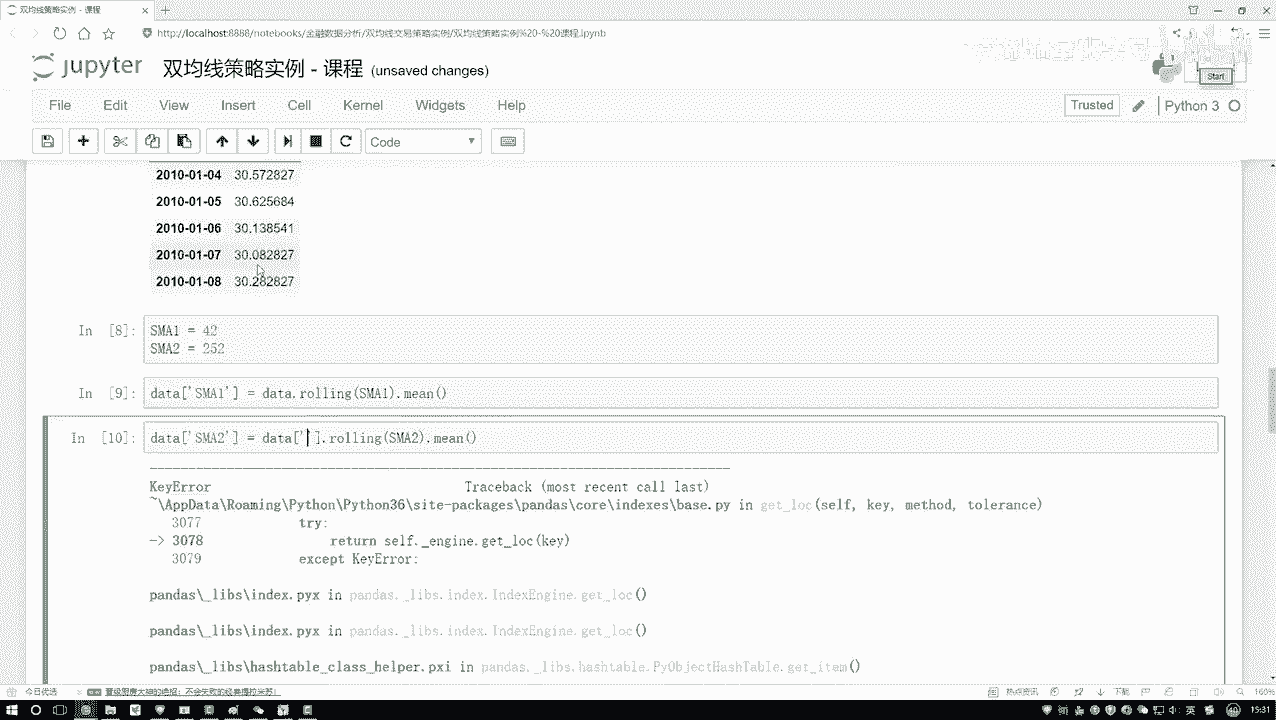 双均线策略实例 - 课程
http://localhost:8888/notebooks/金融数据分析/双均线交易策略实例/双均线策略实例%20-%20课程.ipynb
jupyter 双均线策略实例 - 课程 (unsaved changes)
Start
File Edit View Insert Cell Kernel Widgets Help
Trusted Python 3
Code
2010-01-04 30.572827
2010-01-05 30.625684
2010-01-06 30.138541
2010-01-07 30.082827
2010-01-08 30.282827
In [8]: SMA1 = 42
SMA2 = 252
In [9]: data['SMA1'] = data.rolling(SMA1).mean()
In [10]: data['SMA2'] = data[''].rolling(SMA2).mean()
---------------------------------------------------------------------------
KeyError Traceback (most recent call last)
~\AppData\Roaming\Python\Python36\site-packages\pandas\core\indexes\base.py in get_loc(self, key, method, tolerance)
3077 try:
-> 3078 return self._engine.get_loc(key)
3079 except KeyError:
pandas\_libs\index.pyx in pandas._libs.index.IndexEngine.get_loc()
pandas\_libs\index.pyx in pandas._libs.index.IndexEngine.get_loc()
pandas\_libs\hashtable_class_helper.pxi in pandas._libs.hashtable.PyObjectHashTable.get_item()
今日优选
热点资讯 下载 160%
英 15:31